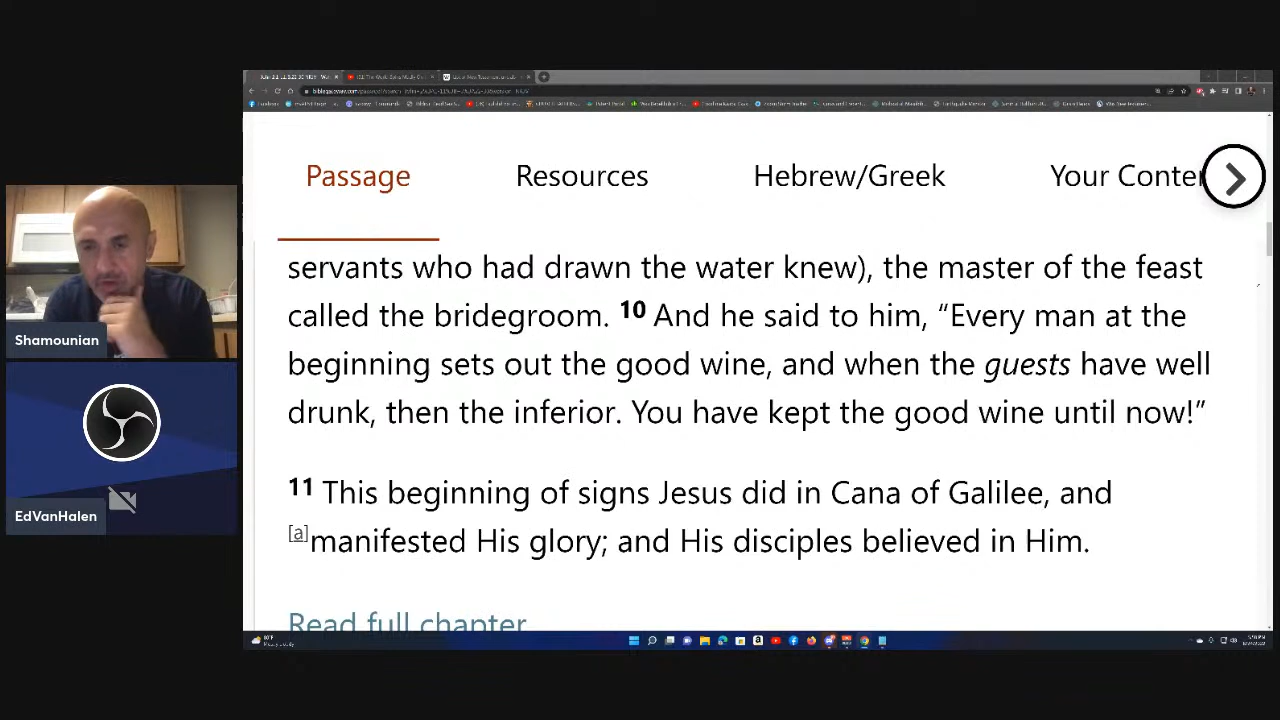 biblegateway.com
Facebook
Passage
Resources
Hebrew/Greek
Your Conter
servants who had drawn the water knew), the master of the feast
called the bridegroom. 10 And he said to him, “Every man at the
beginning sets out the good wine, and when the guests have well
drunk, then the inferior. You have kept the good wine until now!”
11 This beginning of signs Jesus did in Cana of Galilee, and
[a]manifested His glory; and His disciples believed in Him.
Read full chapter
Shamounian
EdVanHalen